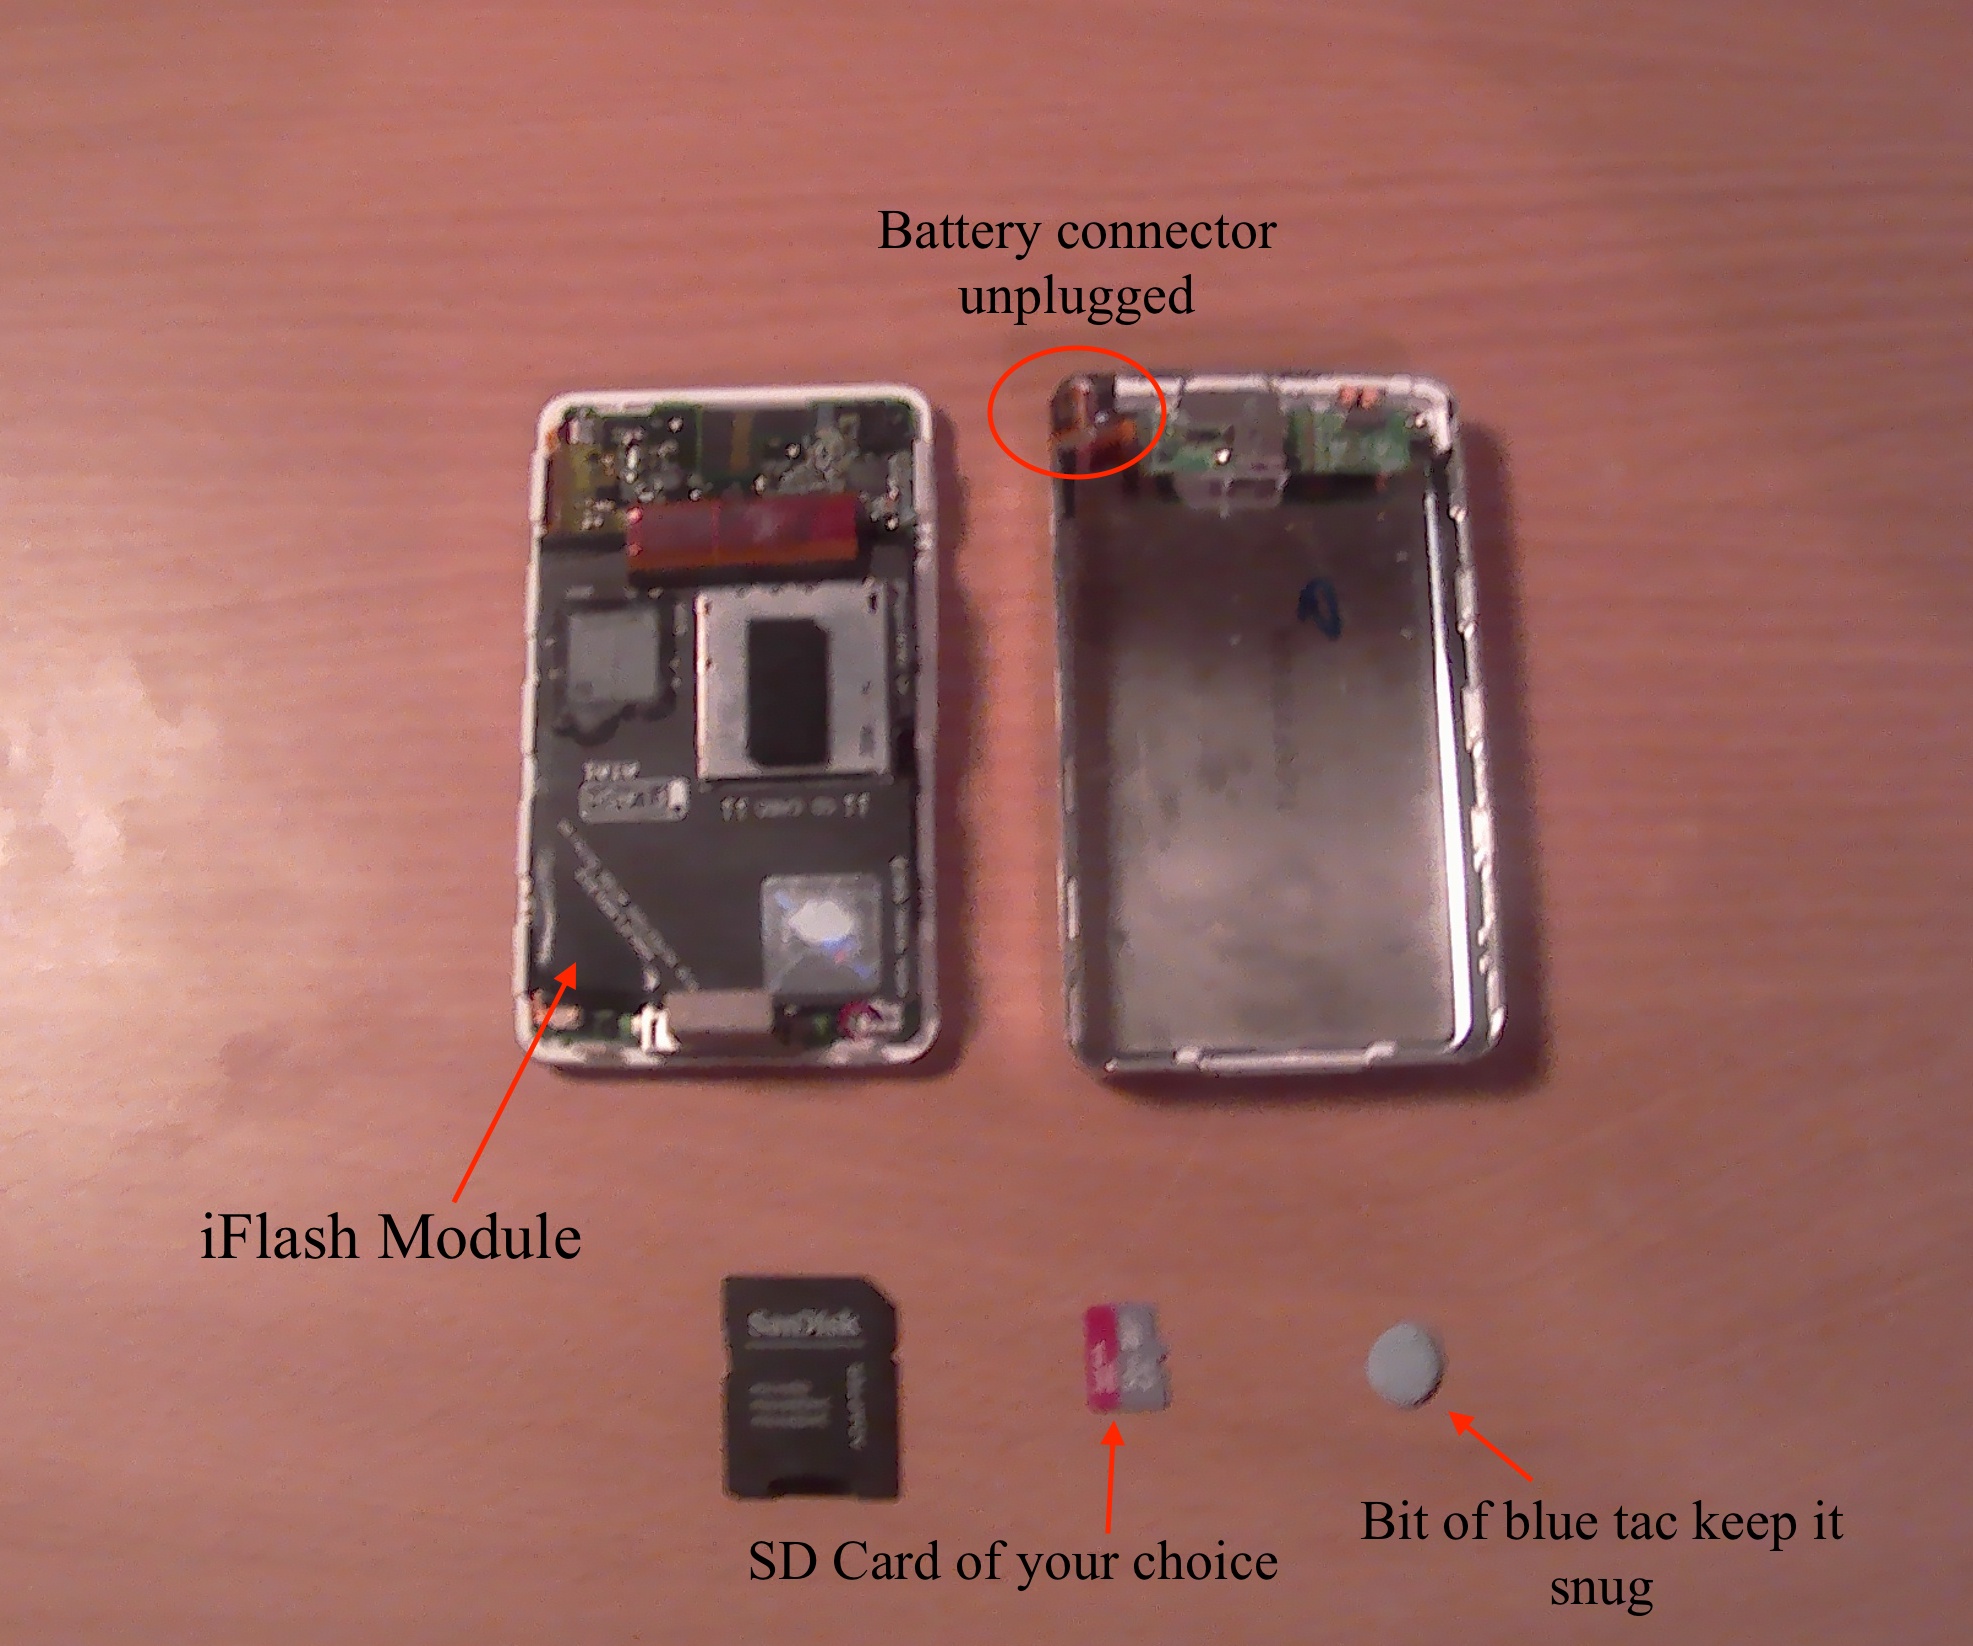 Battery connector
unplugged
iFlash Module
SanDisk
SD Card of your choice
Bit of blue tac keep it
snug